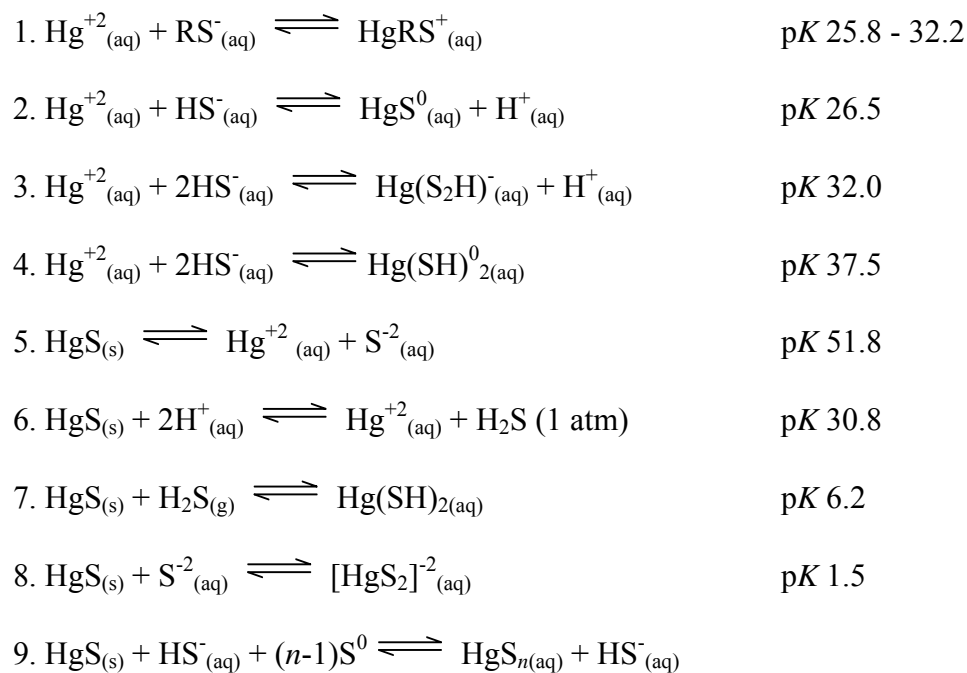 1. Hg⁺²₍aq₎ + RS⁻₍aq₎ ⇌ HgRS⁺₍aq₎ pK 25.8 - 32.2
2. Hg⁺²₍aq₎ + HS⁻₍aq₎ ⇌ HgS⁰₍aq₎ + H⁺₍aq₎ pK 26.5
3. Hg⁺²₍aq₎ + 2HS⁻₍aq₎ ⇌ Hg(S₂H)⁻₍aq₎ + H⁺₍aq₎ pK 32.0
4. Hg⁺²₍aq₎ + 2HS⁻₍aq₎ ⇌ Hg(SH)⁰₂₍aq₎ pK 37.5
5. HgS₍s₎ ⇌ Hg⁺² ₍aq₎ + S⁻²₍aq₎ pK 51.8
6. HgS₍s₎ + 2H⁺₍aq₎ ⇌ Hg⁺²₍aq₎ + H₂S (1 atm) pK 30.8
7. HgS₍s₎ + H₂S₍g₎ ⇌ Hg(SH)₂₍aq₎ pK 6.2
8. HgS₍s₎ + S⁻²₍aq₎ ⇌ [HgS₂]⁻²₍aq₎ pK 1.5
9. HgS₍s₎ + HS⁻₍aq₎ + (n-1)S⁰ ⇌ HgSₙ₍aq₎ + HS⁻₍aq₎